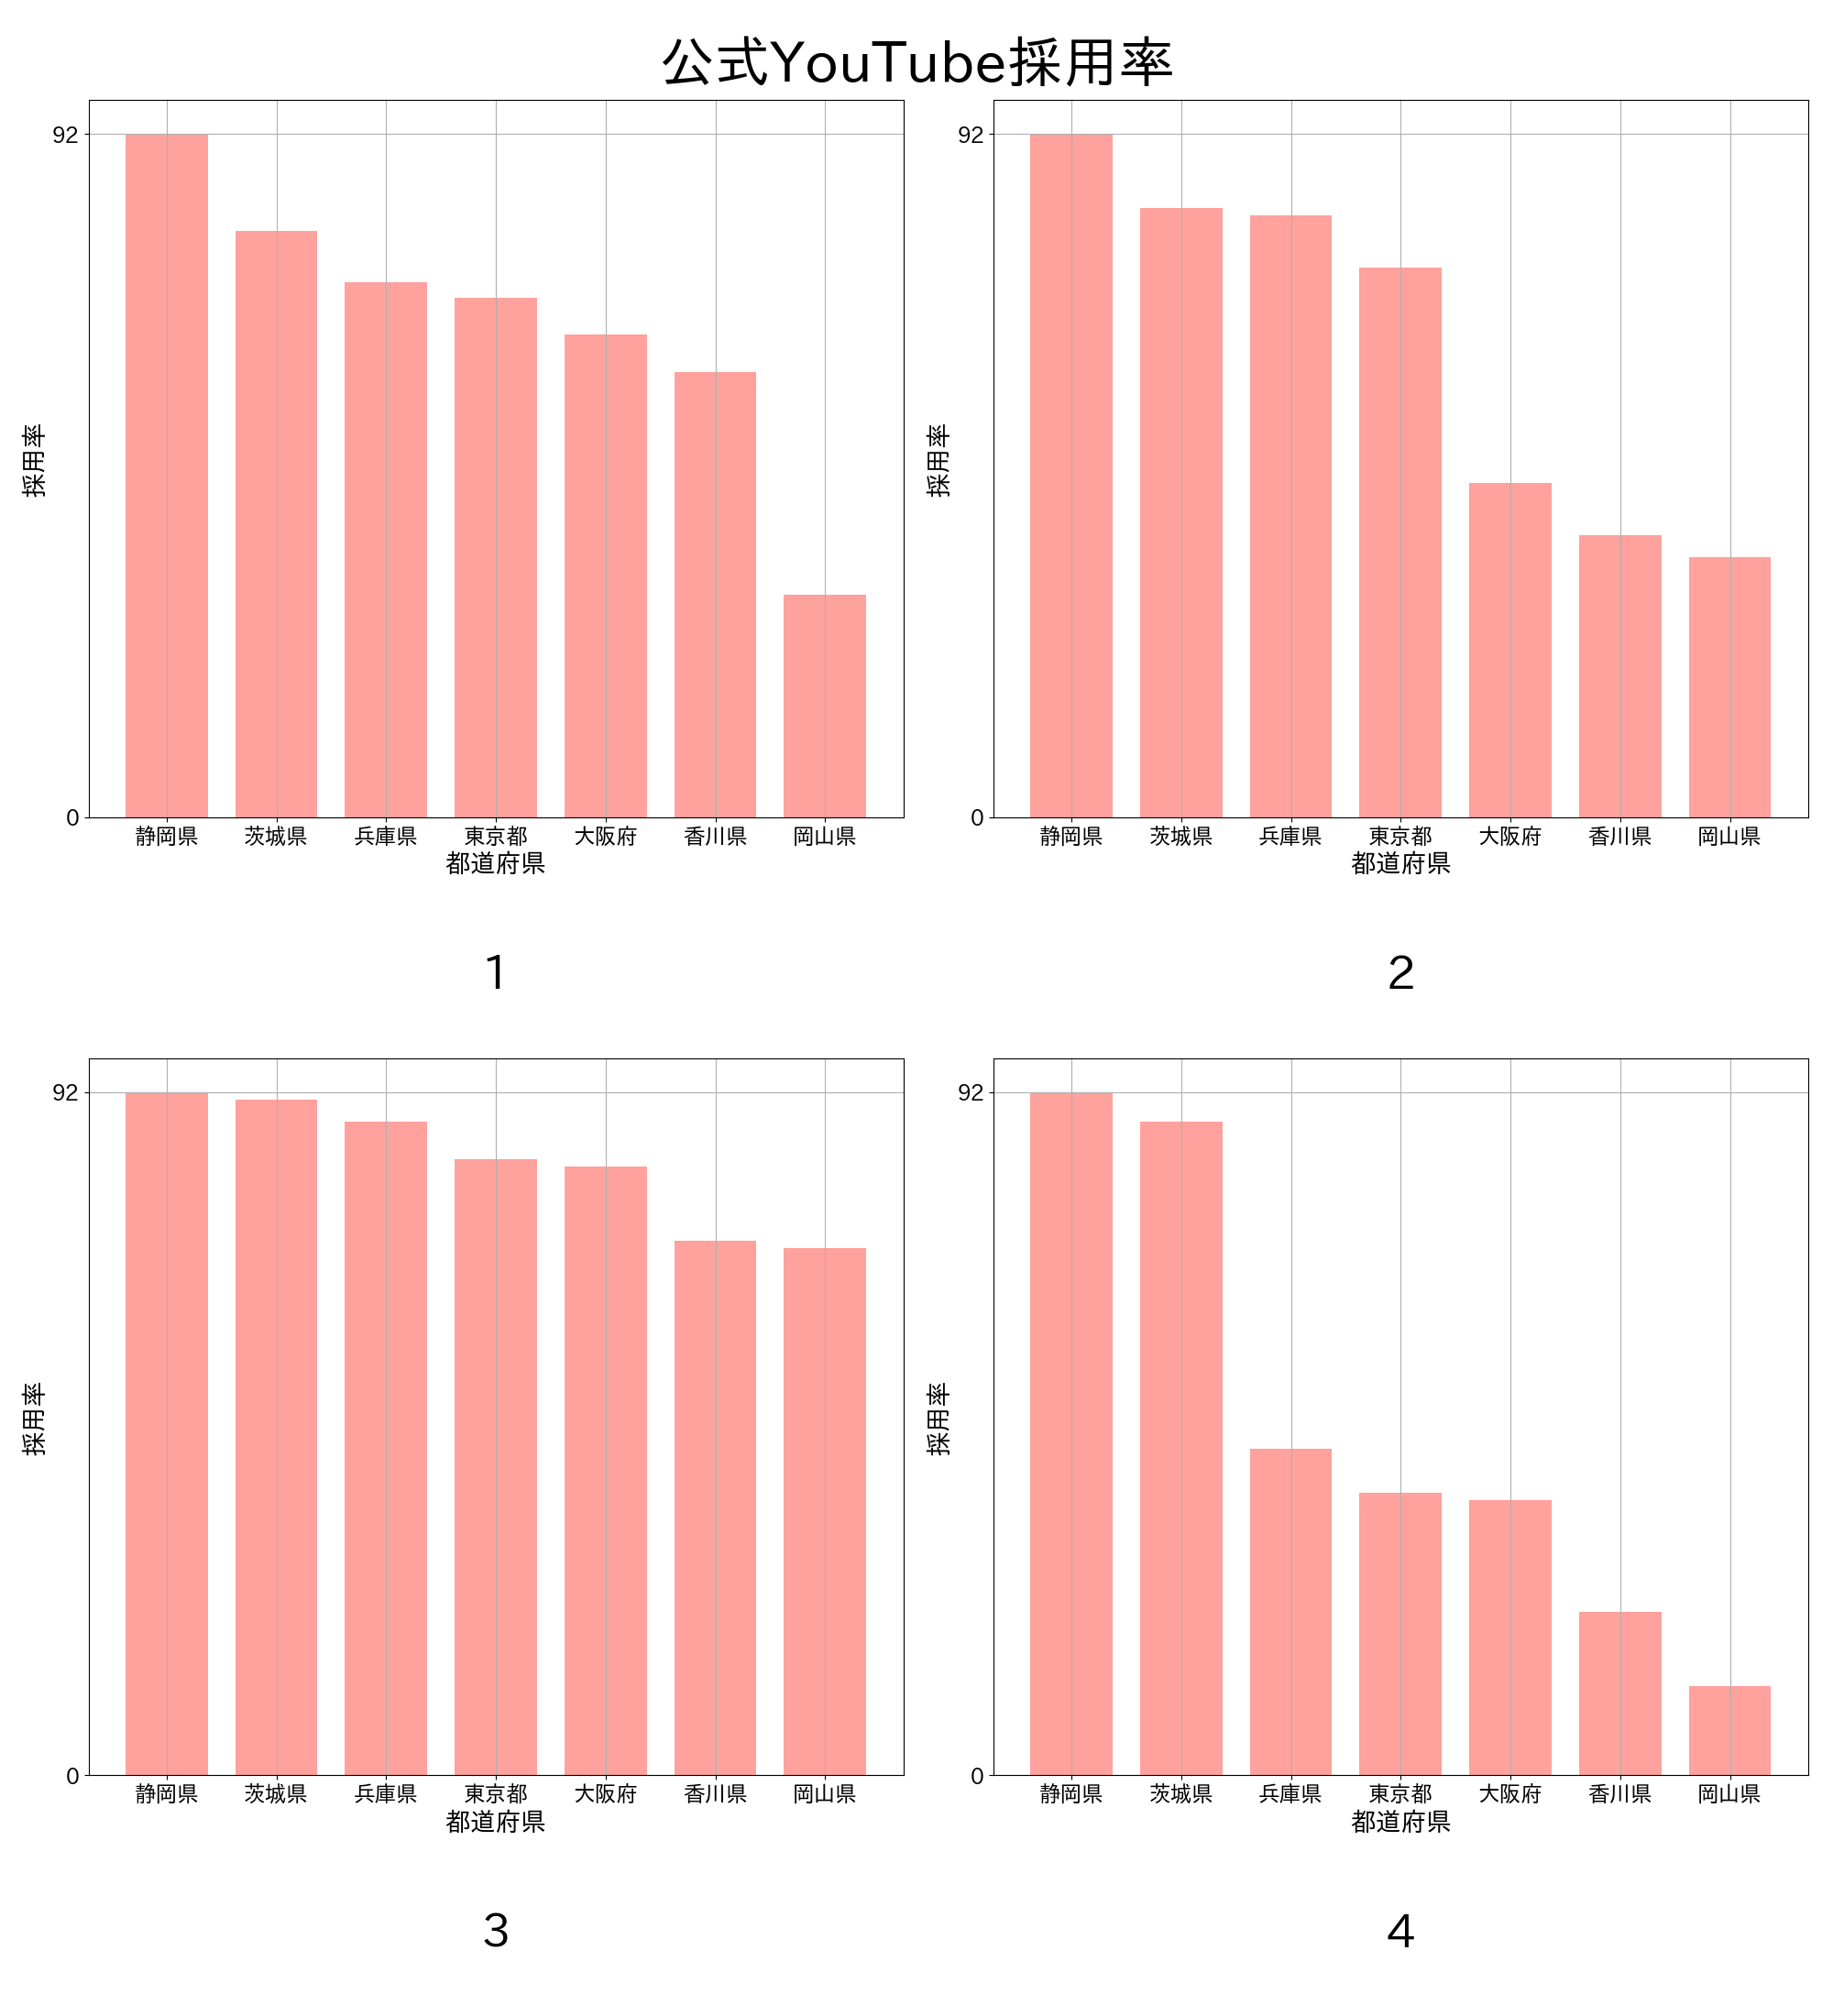 公式YouTube採用率
92
0
採用率
静岡県 茨城県 兵庫県 東京都 大阪府 香川県 岡山県
都道府県
1
92
0
採用率
静岡県 茨城県 兵庫県 東京都 大阪府 香川県 岡山県
都道府県
2
92
0
採用率
静岡県 茨城県 兵庫県 東京都 大阪府 香川県 岡山県
都道府県
3
92
0
採用率
静岡県 茨城県 兵庫県 東京都 大阪府 香川県 岡山県
都道府県
4